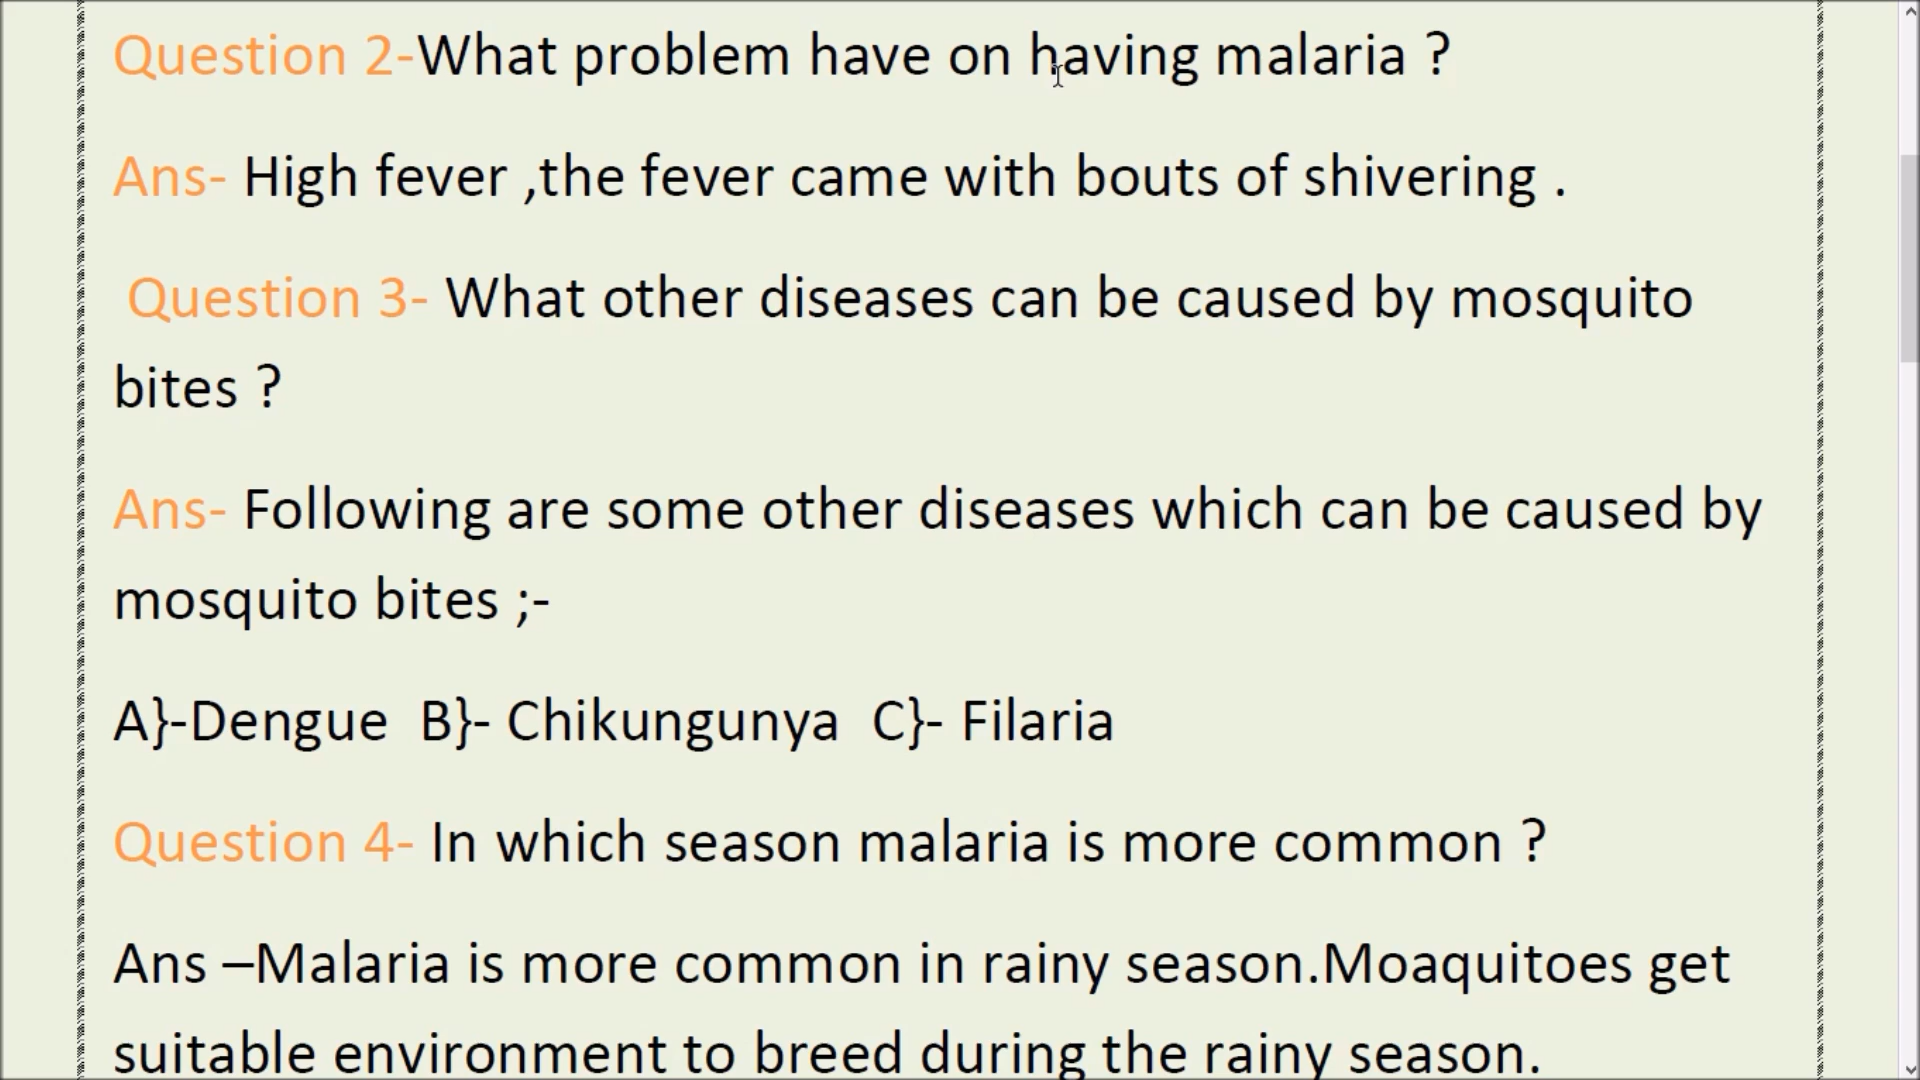 Question 2-What problem have on having malaria ?
Ans- High fever ,the fever came with bouts of shivering .
Question 3- What other diseases can be caused by mosquito
bites ?
Ans- Following are some other diseases which can be caused by
mosquito bites ;-
A}-Dengue  B}- Chikungunya  C}- Filaria
Question 4- In which season malaria is more common ?
Ans –Malaria is more common in rainy season.Moaquitoes get
suitable environment to breed during the rainy season.